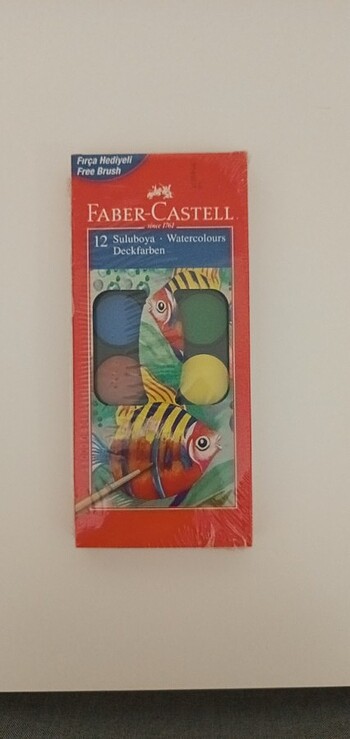 Fırça Hediyeli
Free Brush
FABER-CASTELL
since 1761
12 Suluboya · Watercolours
Deckfarben